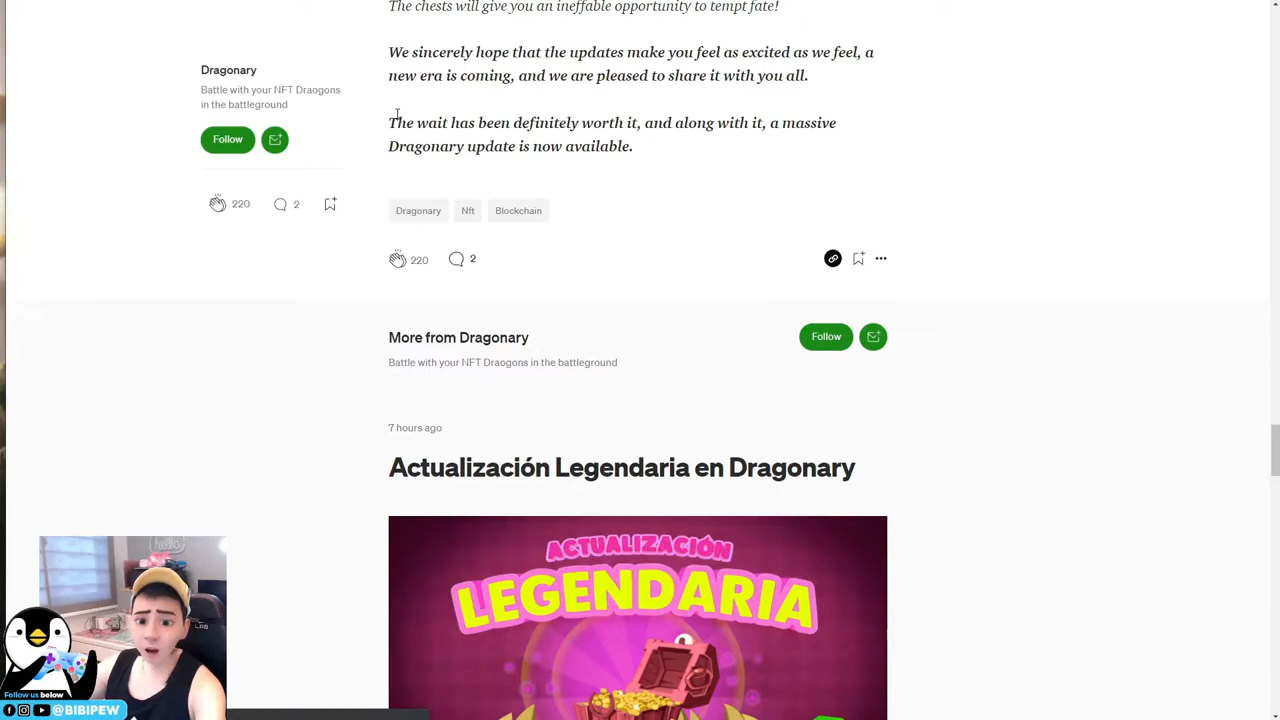 The chests will give you an ineffable opportunity to tempt fate!
We sincerely hope that the updates make you feel as excited as we feel, a
new era is coming, and we are pleased to share it with you all.
The wait has been definitely worth it, and along with it, a massive
Dragonary update is now available.
Dragonary
Battle with your NFT Draogons
in the battleground
Follow
220
2
Dragonary
Nft
Blockchain
220
2
More from Dragonary
Battle with your NFT Draogons in the battleground
Follow
7 hours ago
Actualización Legendaria en Dragonary
ACTUALIZACIÓN
LEGENDARIA
hello
Follow us below
@BIBIPEW